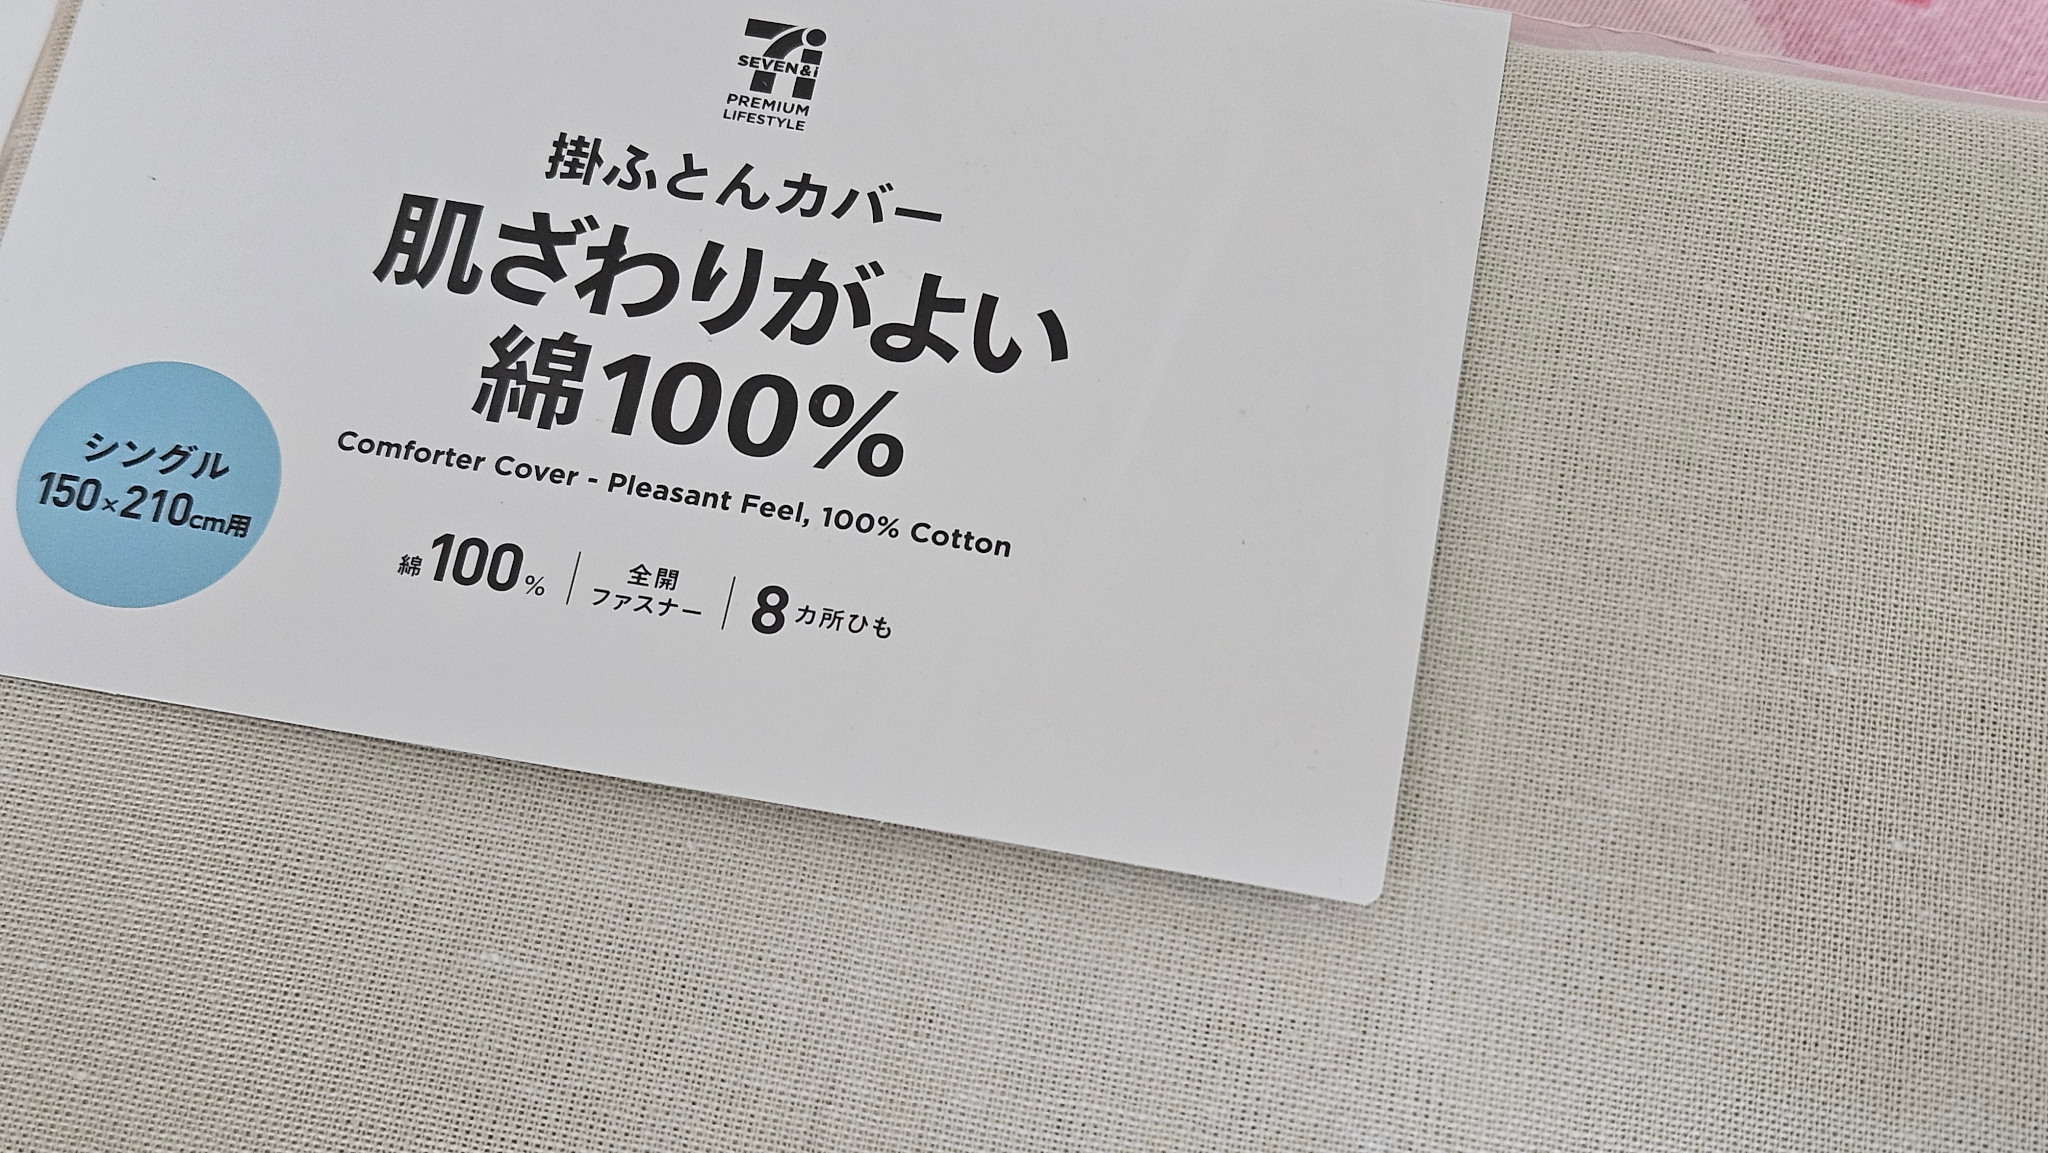 7i
SEVEN&i
PREMIUM
LIFESTYLE
掛ふとんカバー
肌ざわりがよい
綿100%
Comforter Cover - Pleasant Feel, 100% Cotton
シングル
150×210cm用
綿100%
全開
ファスナー
8カ所ひも